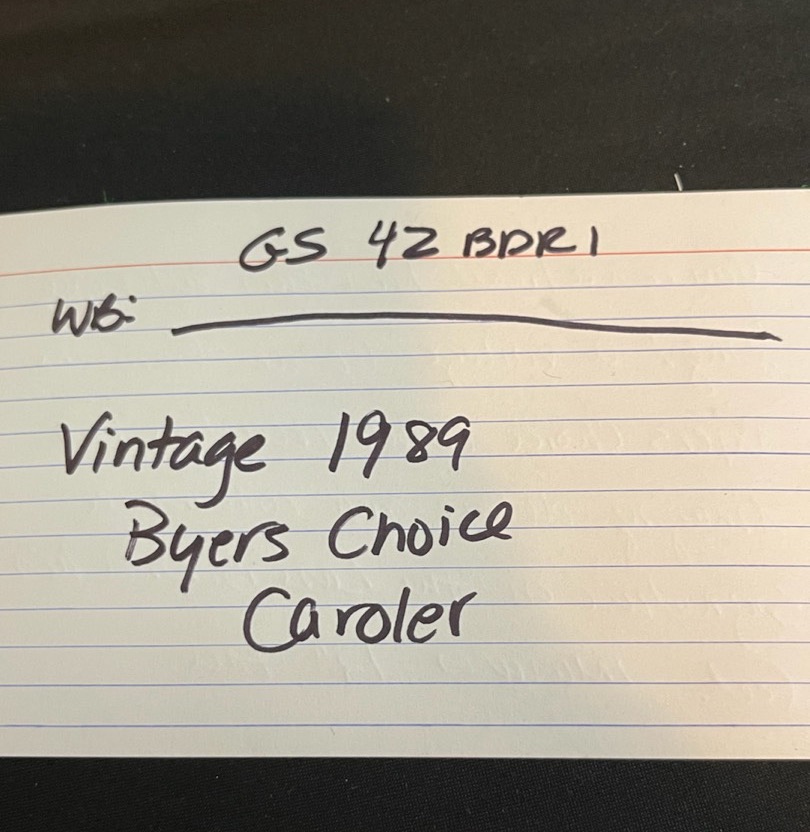 GS 42 BDR1
WB:
Vintage 1989
Byers Choice
Caroler